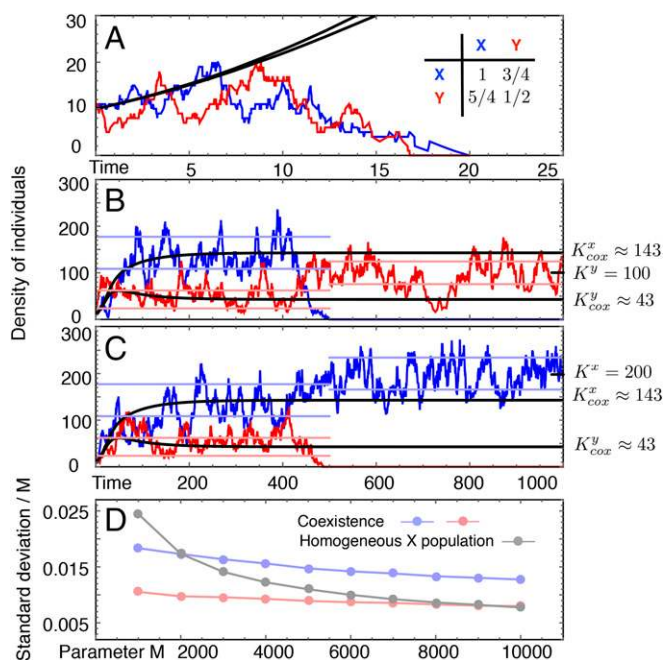 Density of individuals
30
20
10
0
A
X Y
X 1 3/4
Y 5/4 1/2
Time 5 10 15 20 25
300
200
100
0
B
K^x_cox ≈ 143
K^y = 100
K^y_cox ≈ 43
300
200
100
0
C
K^x = 200
K^x_cox ≈ 143
K^y_cox ≈ 43
Time 200 400 600 800 1000
Standard deviation / M
0.025
0.015
0.005
D
Coexistence
Homogeneous X population
Parameter M 2000 4000 6000 8000 10000